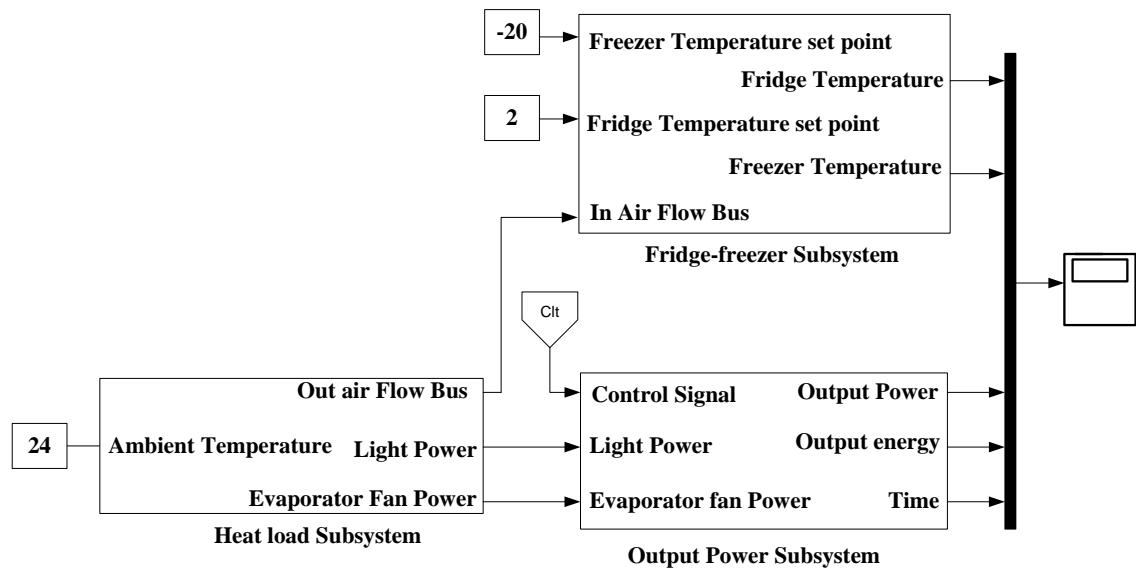 -20
Freezer Temperature set point
Fridge Temperature
2
Fridge Temperature set point
Freezer Temperature
In Air Flow Bus
Fridge-freezer Subsystem
Clt
Out air Flow Bus
Control Signal
Output Power
24
Ambient Temperature
Light Power
Light Power
Output energy
Evaporator Fan Power
Evaporator fan Power
Time
Heat load Subsystem
Output Power Subsystem